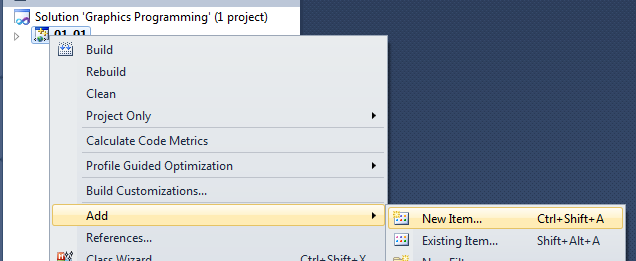 Solution 'Graphics Programming' (1 project)
01_01
Build
Rebuild
Clean
Project Only
Calculate Code Metrics
Profile Guided Optimization
Build Customizations...
Add
New Item... Ctrl+Shift+A
References...
Existing Item... Shift+Alt+A
Class Wizard... Ctrl+Shift+X